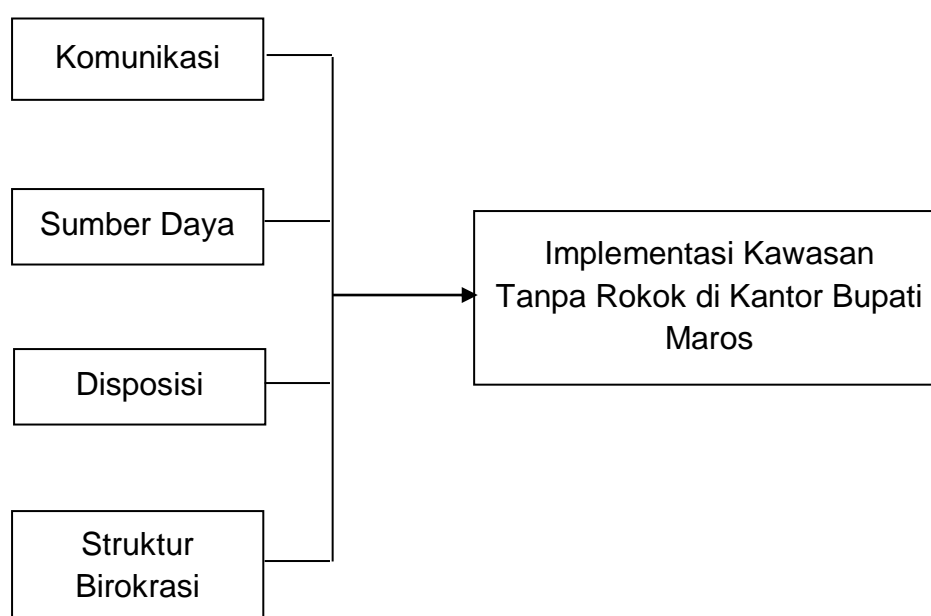 Komunikasi
Sumber Daya
Implementasi Kawasan
Tanpa Rokok di Kantor Bupati
Maros
Disposisi
Struktur
Birokrasi